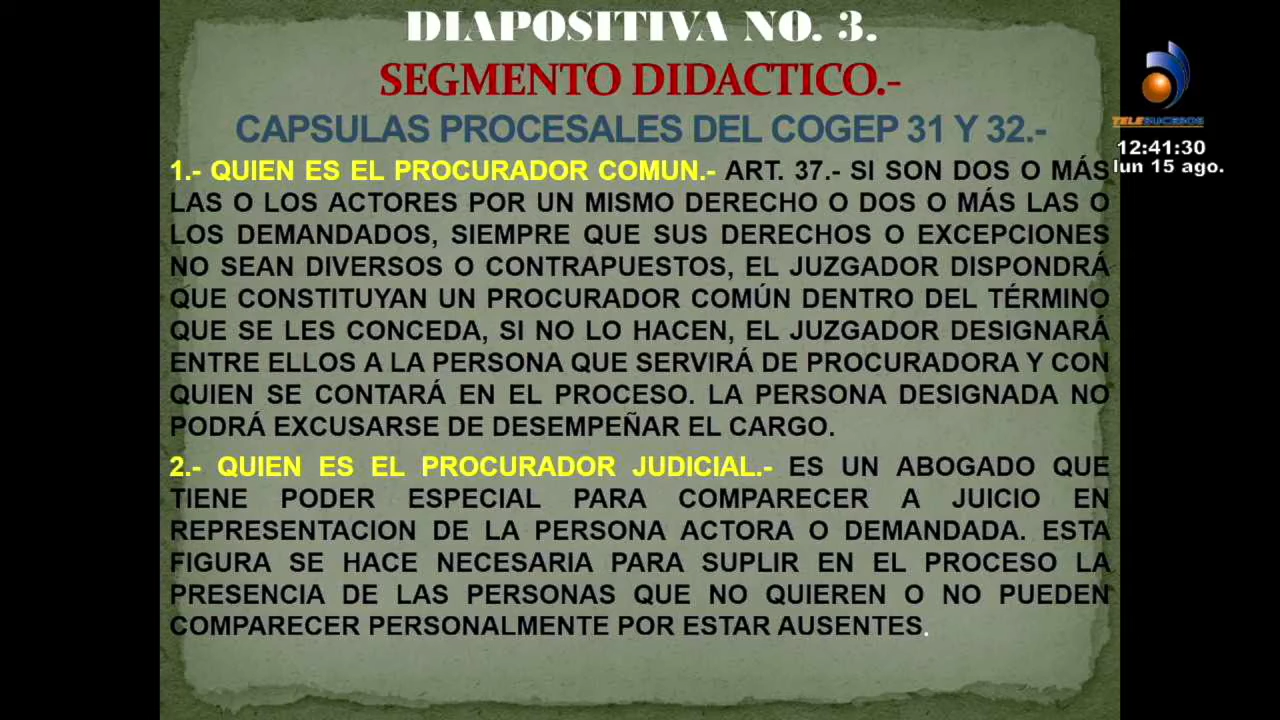 DIAPOSITIVA NO. 3.
SEGMENTO DIDACTICO.-
CAPSULAS PROCESALES DEL COGEP 31 Y 32.-
1.- QUIEN ES EL PROCURADOR COMUN.- ART. 37.- SI SON DOS O MÁS
LAS O LOS ACTORES POR UN MISMO DERECHO O DOS O MÁS LAS O
LOS DEMANDADOS, SIEMPRE QUE SUS DERECHOS O EXCEPCIONES
NO SEAN DIVERSOS O CONTRAPUESTOS, EL JUZGADOR DISPONDRÁ
QUE CONSTITUYAN UN PROCURADOR COMÚN DENTRO DEL TÉRMINO
QUE SE LES CONCEDA, SI NO LO HACEN, EL JUZGADOR DESIGNARÁ
ENTRE ELLOS A LA PERSONA QUE SERVIRÁ DE PROCURADORA Y CON
QUIEN SE CONTARÁ EN EL PROCESO. LA PERSONA DESIGNADA NO
PODRÁ EXCUSARSE DE DESEMPEÑAR EL CARGO.
2.- QUIEN ES EL PROCURADOR JUDICIAL.- ES UN ABOGADO QUE
TIENE PODER ESPECIAL PARA COMPARECER A JUICIO EN
REPRESENTACION DE LA PERSONA ACTORA O DEMANDADA. ESTA
FIGURA SE HACE NECESARIA PARA SUPLIR EN EL PROCESO LA
PRESENCIA DE LAS PERSONAS QUE NO QUIEREN O NO PUEDEN
COMPARECER PERSONALMENTE POR ESTAR AUSENTES.
TELESUCESOS
12:41:30
lun 15 ago.